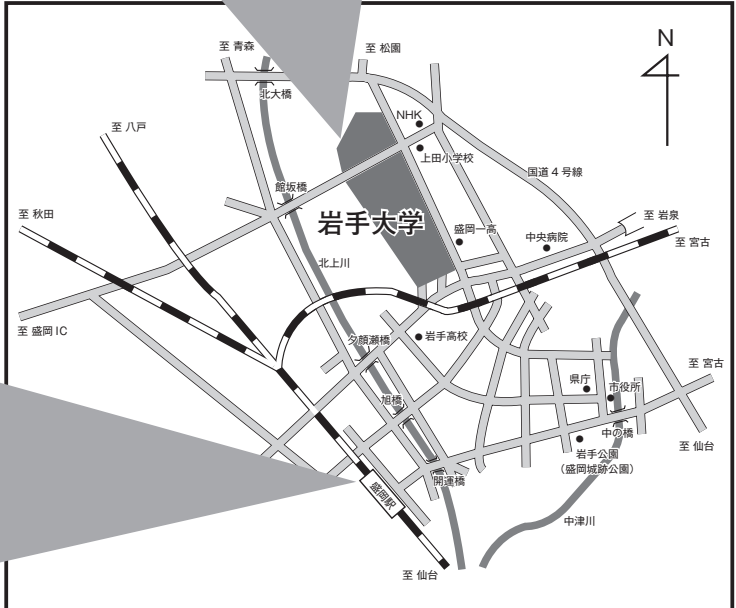 至 青森
至 松園
N
北大橋
NHK
至 八戸
上田小学校
国道４号線
館坂橋
至 秋田
岩手大学
盛岡一高
中央病院
至 岩泉
至 宮古
北上川
至 盛岡IC
夕顔瀬橋
岩手高校
至 宮古
県庁
市役所
旭橋
中の橋
至 仙台
岩手公園
(盛岡城跡公園)
開運橋
盛岡駅
中津川
至 仙台